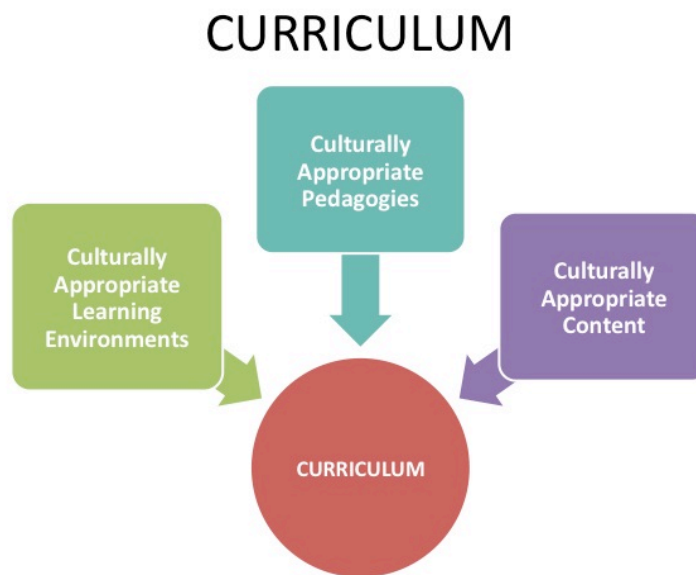 CURRICULUM
Culturally
Appropriate
Pedagogies
Culturally
Appropriate
Learning
Environments
Culturally
Appropriate
Content
CURRICULUM